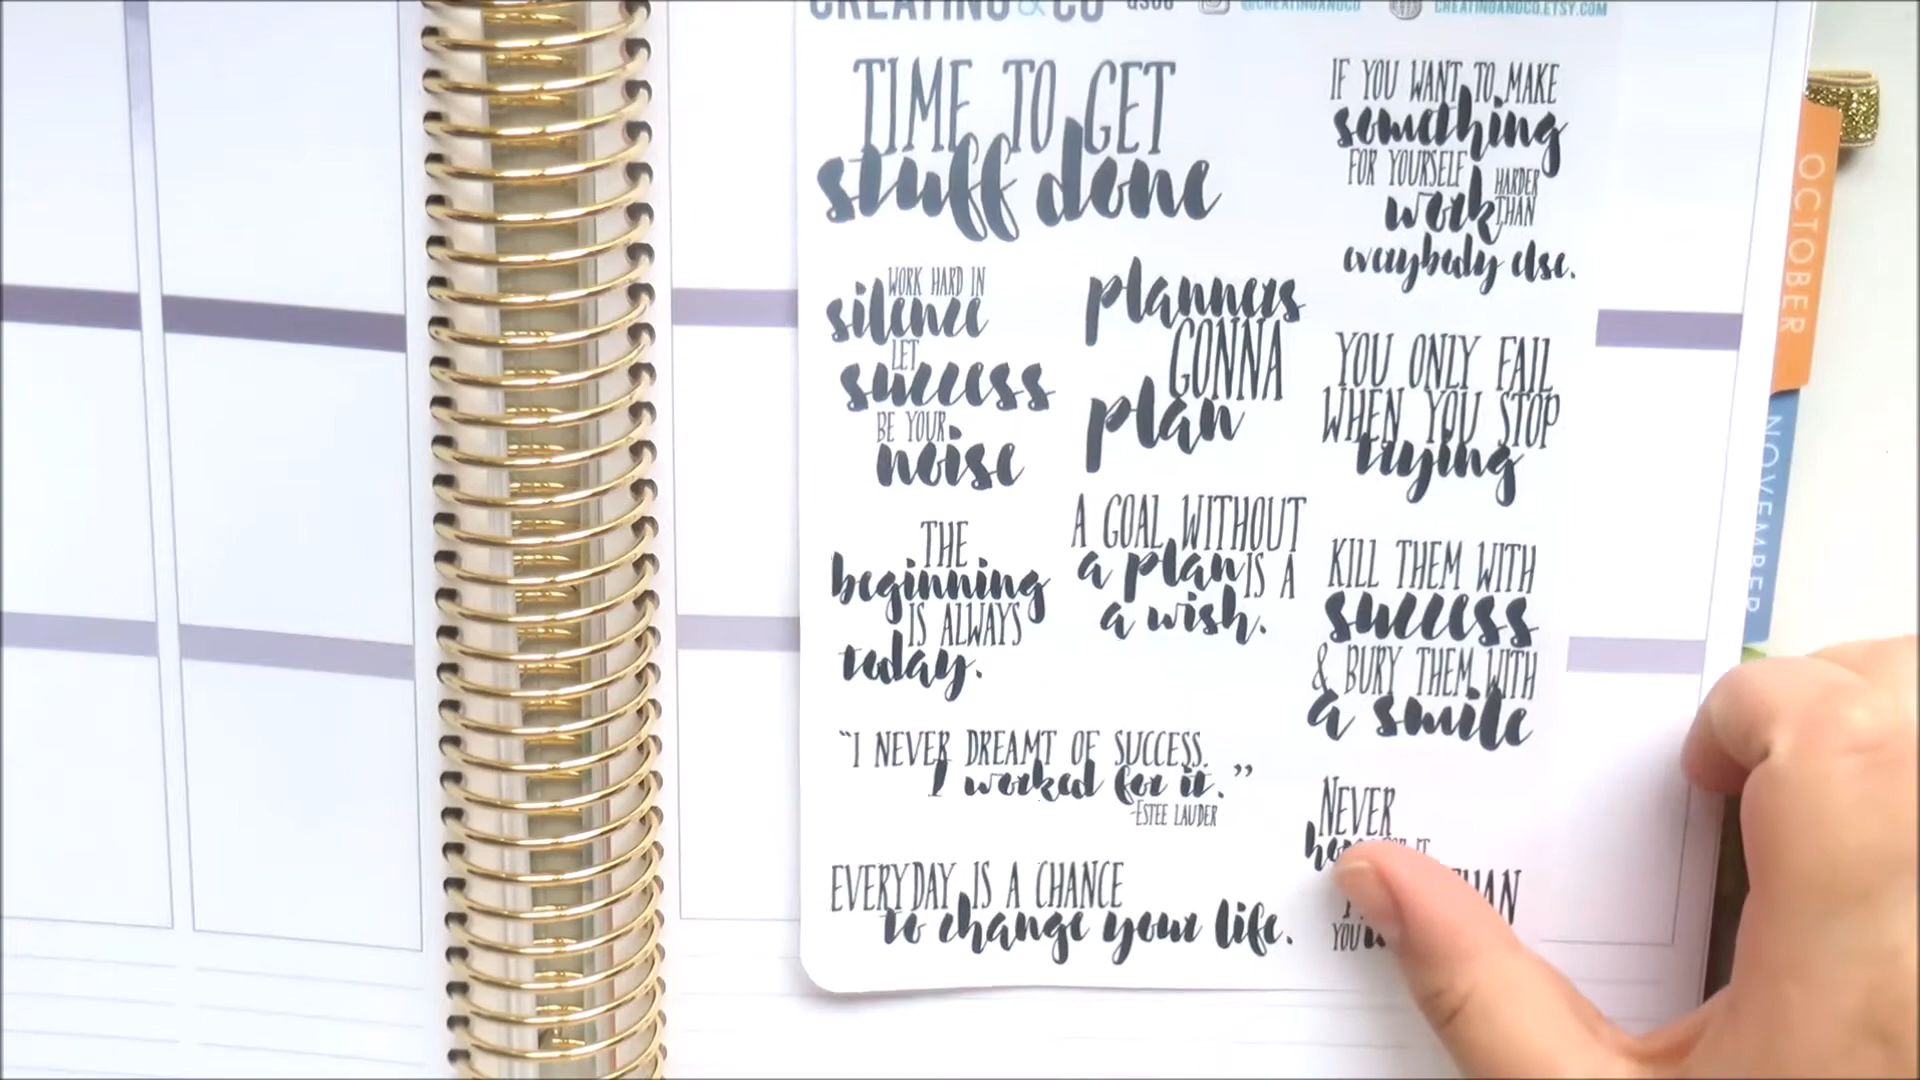 CREATING & CO
@CREATINGANDCO
CREATINGANDCO.ETSY.COM
TIME TO GET
stuff done
WORK HARD IN
silence
LET
success
BE YOUR
noise
planners
GONNA
plan
THE
beginning
IS ALWAYS
today.
A GOAL WITHOUT
a plan IS A
a wish.
"I NEVER DREAMT OF SUCCESS.
I worked for it."
-ESTEE LAUDER
EVERYDAY IS A CHANCE
to change your life.
IF YOU WANT TO MAKE
something
FOR YOURSELF
work HARDER THAN
everybody else.
YOU ONLY FAIL
WHEN YOU STOP
trying
KILL THEM WITH
success
& BURY THEM WITH
a smile
NEVER
IT
THAN
YOU
OCTOBER
NOVEMBER